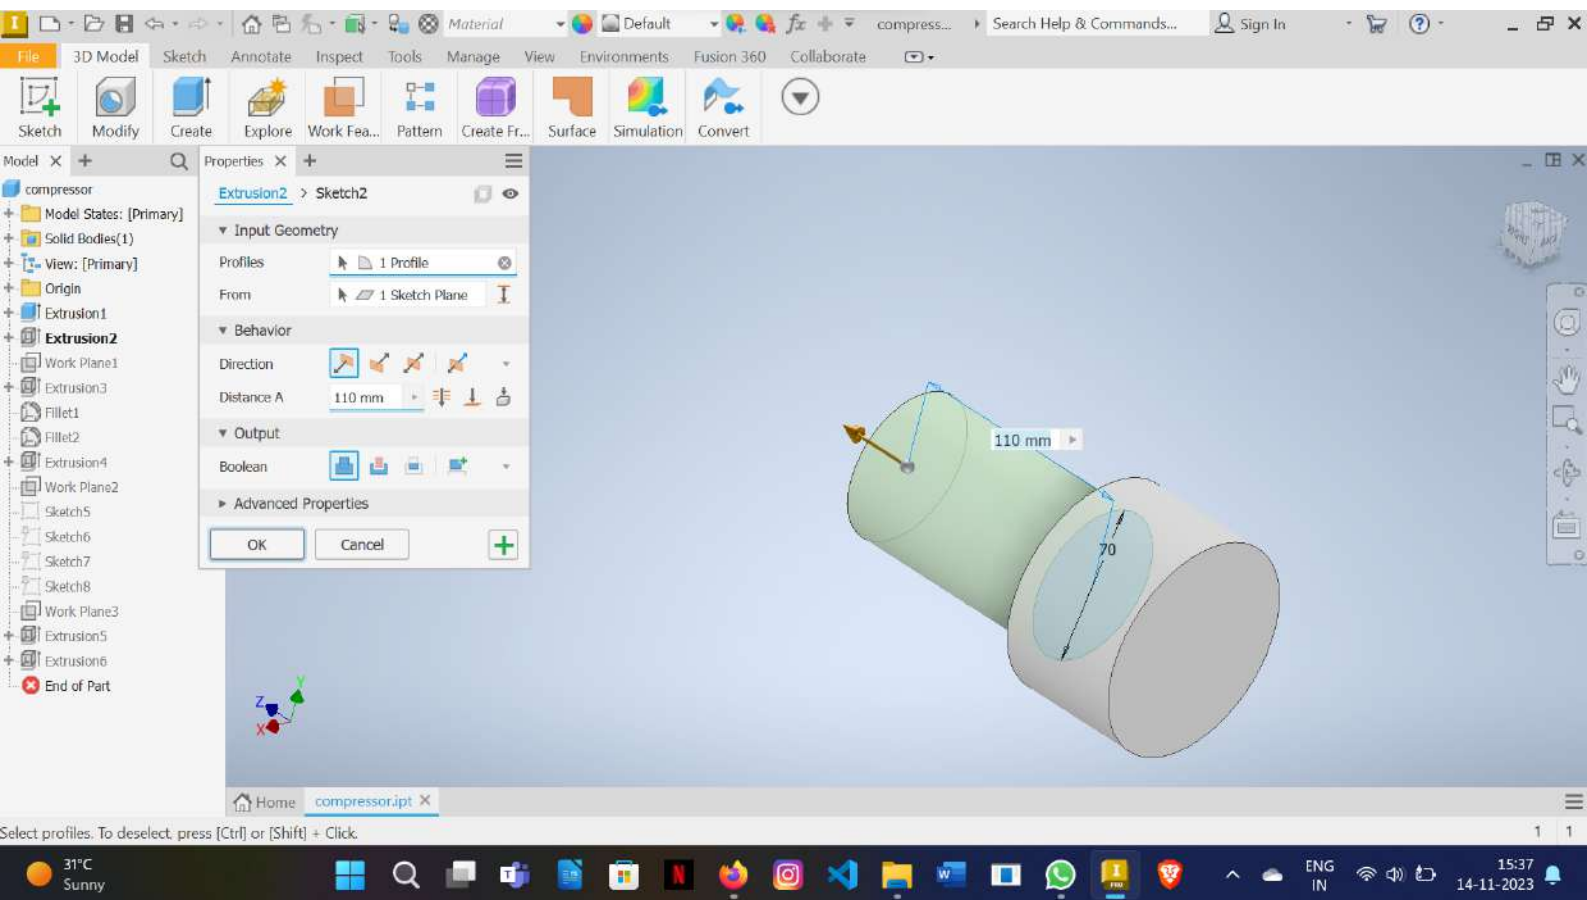 Material
Default
fx
compress...
Search Help & Commands...
Sign In
File 3D Model Sketch Annotate Inspect Tools Manage View Environments Fusion 360 Collaborate
Sketch Modify Create Explore Work Fea... Pattern Create Fr... Surface Simulation Convert
Model
compressor
Model States: [Primary]
Solid Bodies(1)
View: [Primary]
Origin
Extrusion1
Extrusion2
Work Plane1
Extrusion3
Fillet1
Fillet2
Extrusion4
Work Plane2
Sketch5
Sketch6
Sketch7
Sketch8
Work Plane3
Extrusion5
Extrusion6
End of Part
Properties
Extrusion2 > Sketch2
Input Geometry
Profiles 1 Profile
From 1 Sketch Plane
Behavior
Direction
Distance A 110 mm
Output
Boolean
Advanced Properties
OK Cancel
110 mm
70
Z Y
X
Home compressor.ipt
Select profiles. To deselect, press [Ctrl] or [Shift] + Click.
1 1
31°C
Sunny
ENG
IN
15:37
14-11-2023